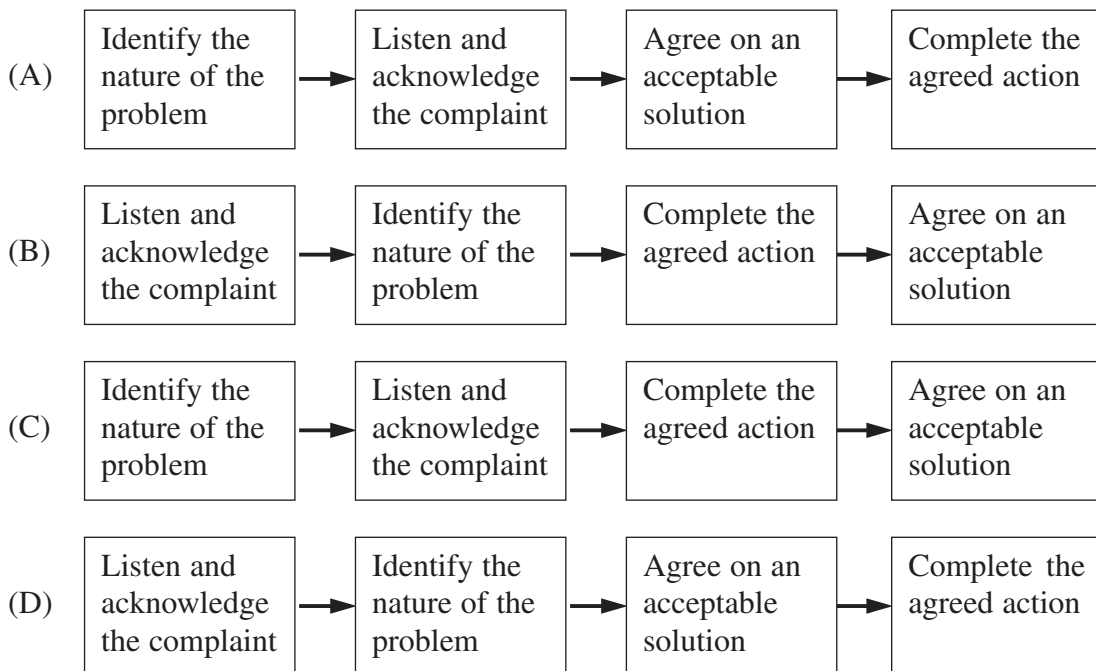 (A)
Identify the
nature of the
problem
Listen and
acknowledge
the complaint
Agree on an
acceptable
solution
Complete the
agreed action
(B)
Listen and
acknowledge
the complaint
Identify the
nature of the
problem
Complete the
agreed action
Agree on an
acceptable
solution
(C)
Identify the
nature of the
problem
Listen and
acknowledge
the complaint
Complete the
agreed action
Agree on an
acceptable
solution
(D)
Listen and
acknowledge
the complaint
Identify the
nature of the
problem
Agree on an
acceptable
solution
Complete the
agreed action